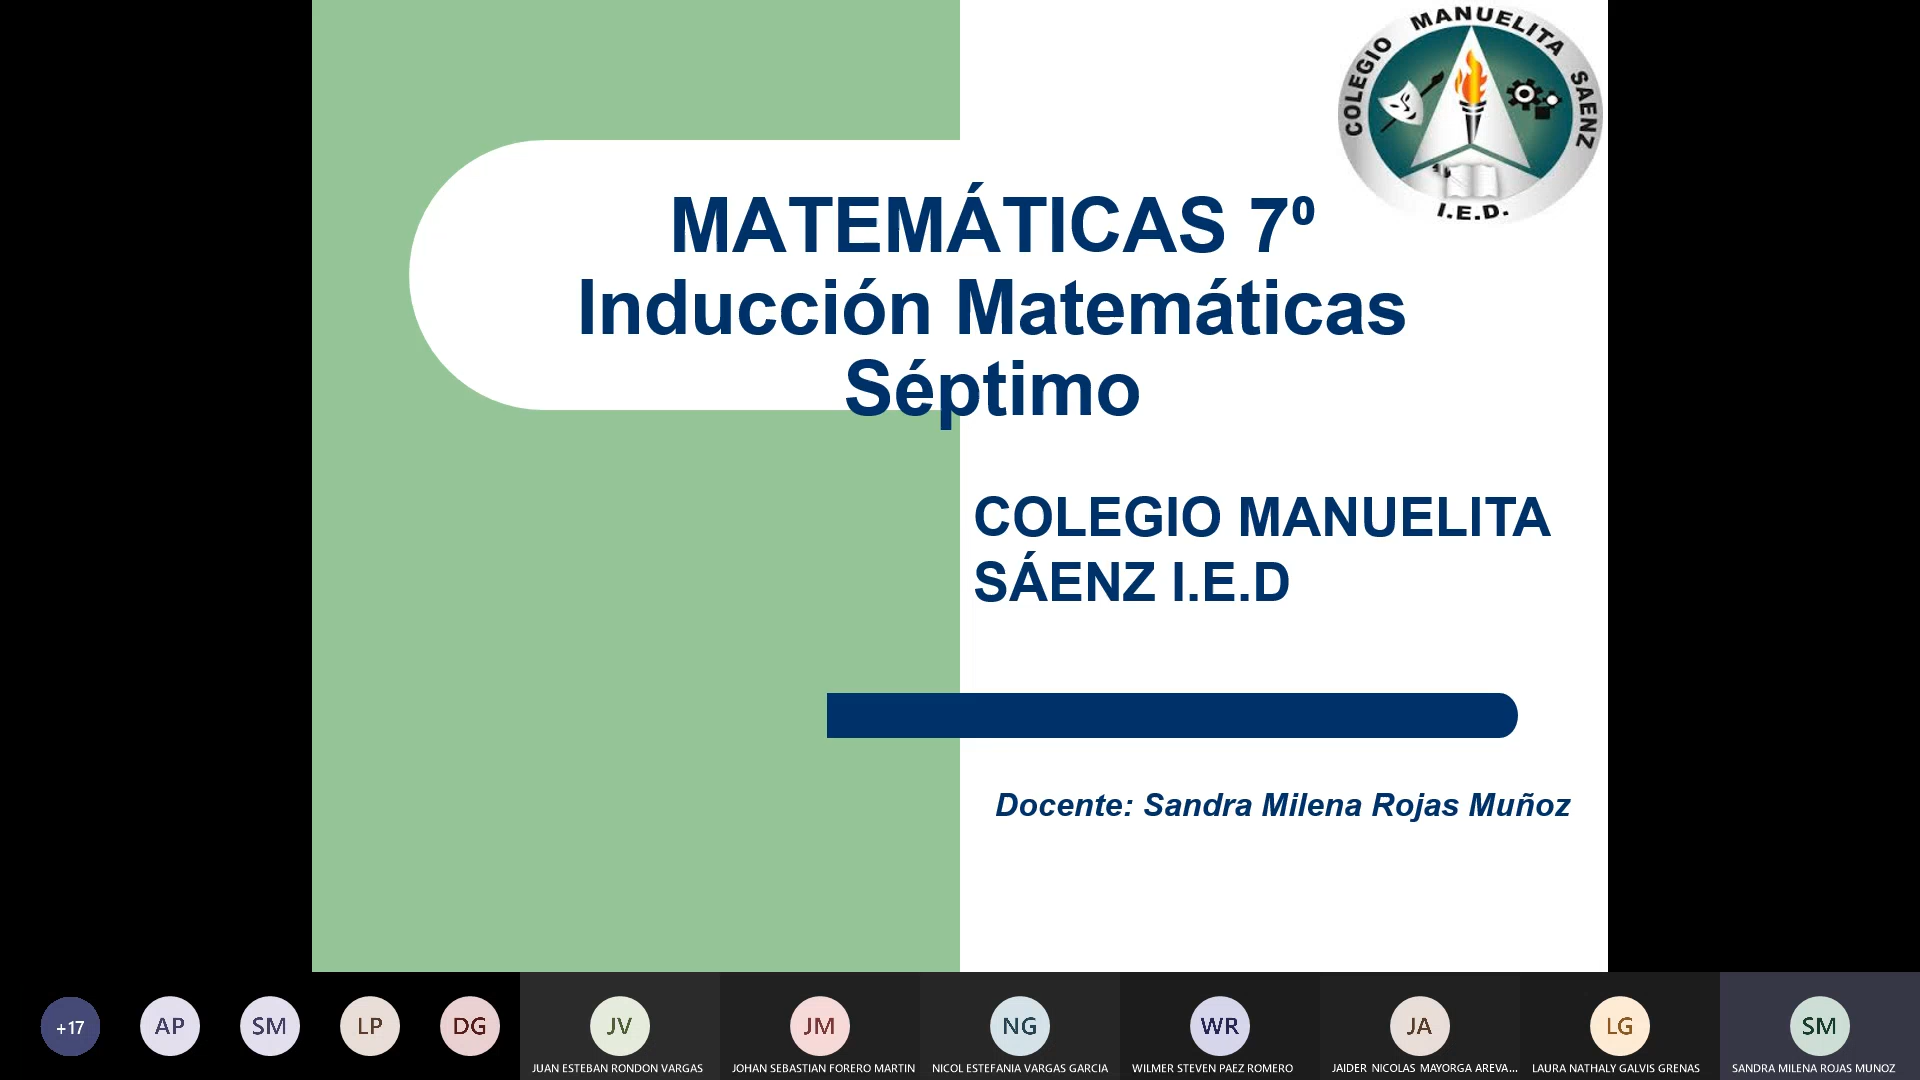 COLEGIO MANUELITA SAENZ
I.E.D.
MATEMÁTICAS 7º
Inducción Matemáticas
Séptimo
COLEGIO MANUELITA
SÁENZ I.E.D
Docente: Sandra Milena Rojas Muñoz
+17
AP
SM
LP
DG
JV
JM
NG
WR
JA
LG
SM
JUAN ESTEBAN RONDON VARGAS
JOHAN SEBASTIAN FORERO MARTIN
NICOL ESTEFANIA VARGAS GARCIA
WILMER STEVEN PAEZ ROMERO
JAIDER NICOLAS MAYORGA AREVA...
LAURA NATHALY GALVIS GRENAS
SANDRA MILENA ROJAS MUNOZ